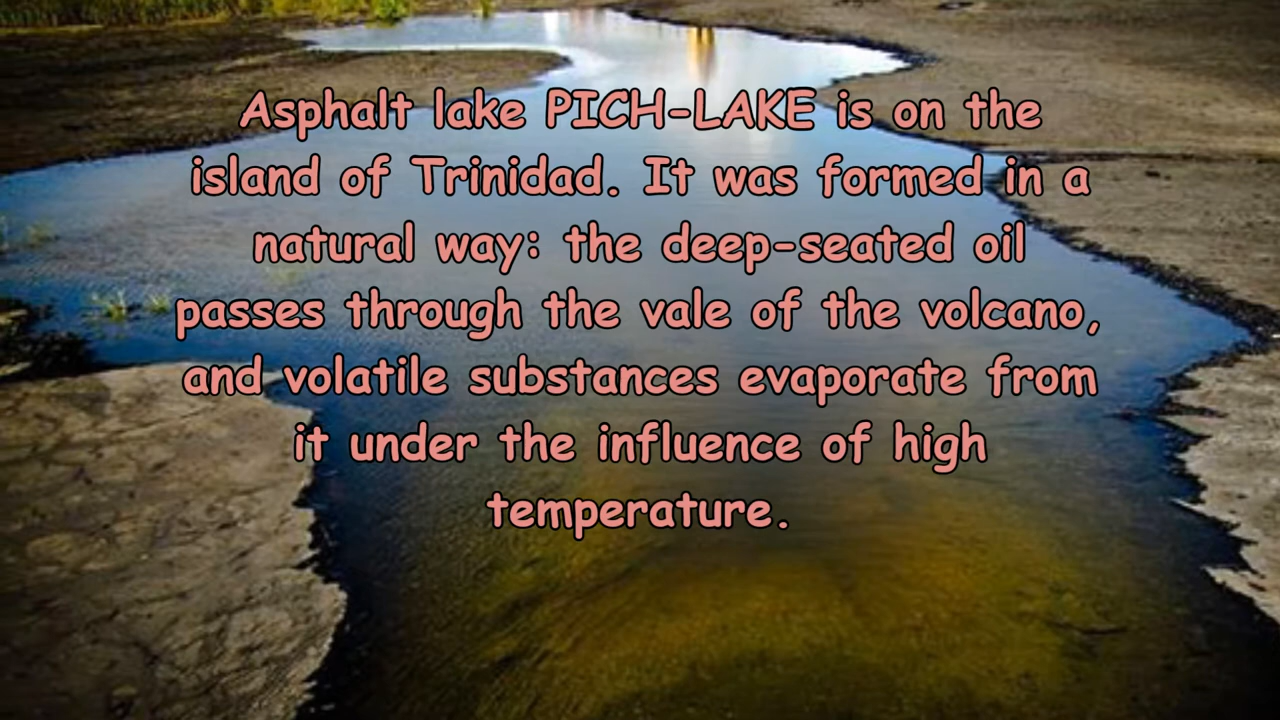 Asphalt lake PICH-LAKE is on the
island of Trinidad. It was formed in a
natural way: the deep-seated oil
passes through the vale of the volcano,
and volatile substances evaporate from
it under the influence of high
temperature.